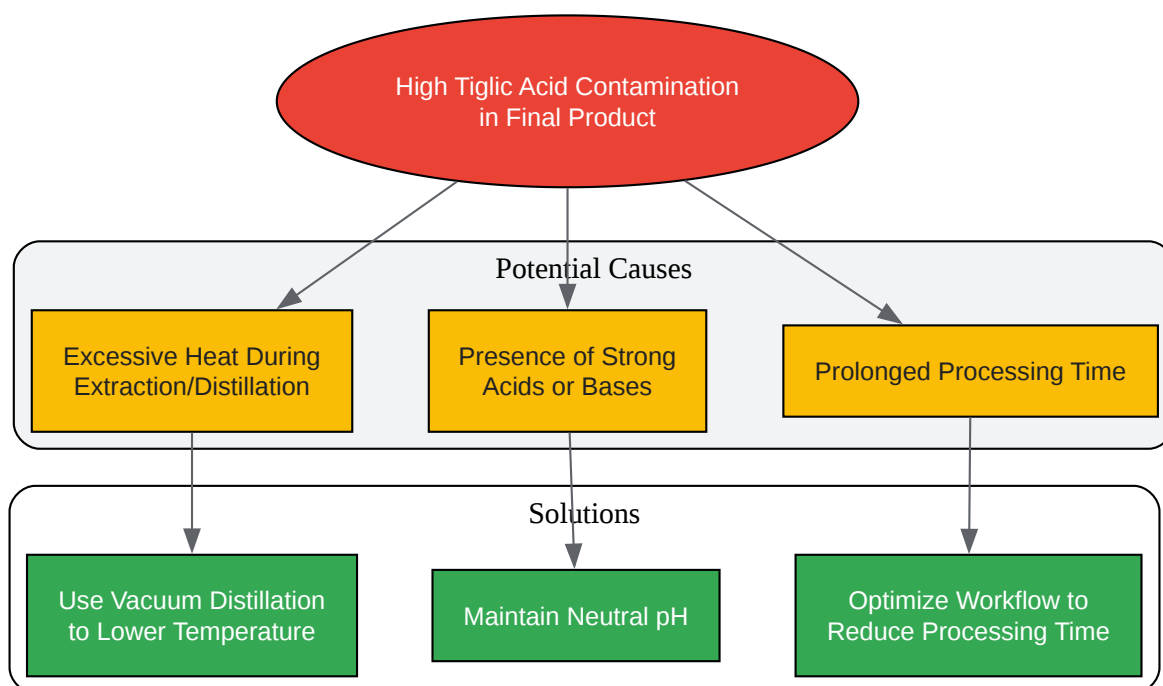 High Tiglic Acid Contamination
in Final Product
Potential Causes
Excessive Heat During
Extraction/Distillation
Presence of Strong
Acids or Bases
Prolonged Processing Time
Solutions
Use Vacuum Distillation
to Lower Temperature
Maintain Neutral pH
Optimize Workflow to
Reduce Processing Time